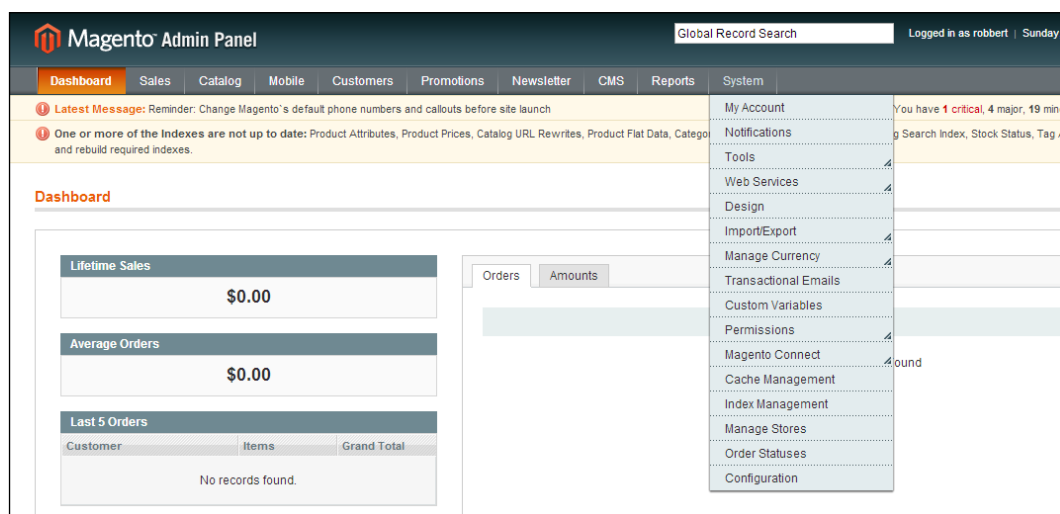 Magento Admin Panel
Global Record Search
Logged in as robbert | Sunday
Dashboard Sales Catalog Mobile Customers Promotions Newsletter CMS Reports System
Latest Message: Reminder: Change Magento`s default phone numbers and callouts before site launch
You have 1 critical, 4 major, 19
One or more of the Indexes are not up to date: Product Attributes, Product Prices, Catalog URL Rewrites, Product Flat Data,
Search Index, Stock Status, Tag
and rebuild required indexes.
My Account
Notifications
Tools
Web Services
Design
Import/Export
Manage Currency
Transactional Emails
Custom Variables
Permissions
Magento Connect
Cache Management
Index Management
Manage Stores
Order Statuses
Configuration
Dashboard
Lifetime Sales
$0.00
Average Orders
$0.00
Last 5 Orders
Customer Items Grand Total
No records found.
Orders Amounts
ound